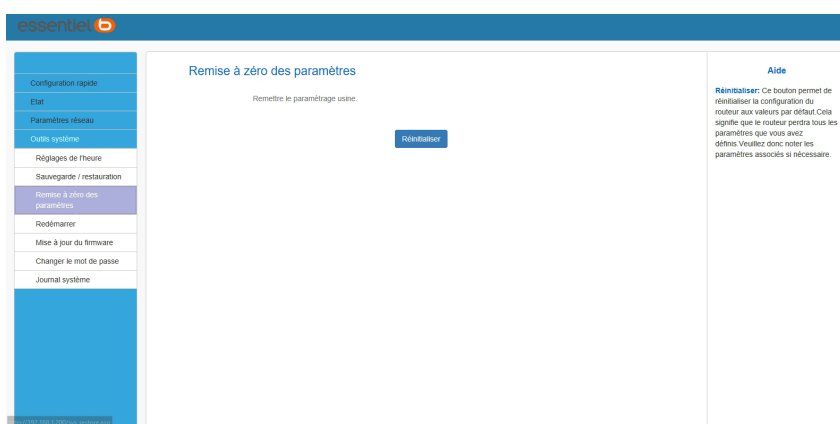 essentiel b
Configuration rapide
Etat
Paramètres réseau
Outils système
Réglages de l'heure
Sauvegarde / restauration
Remise à zéro des
paramètres
Redémarrer
Mise à jour du firmware
Changer le mot de passe
Journal système
Remise à zéro des paramètres
Remettre le paramètrage usine.
Réinitialiser
Aide
Réinitialiser: Ce bouton permet de
réinitialiser la configuration du
routeur aux valeurs par défaut.Cela
signifie que le routeur perdra tous les
paramètres que vous avez
définis.Veuillez donc noter les
paramètres associés si nécessaire.